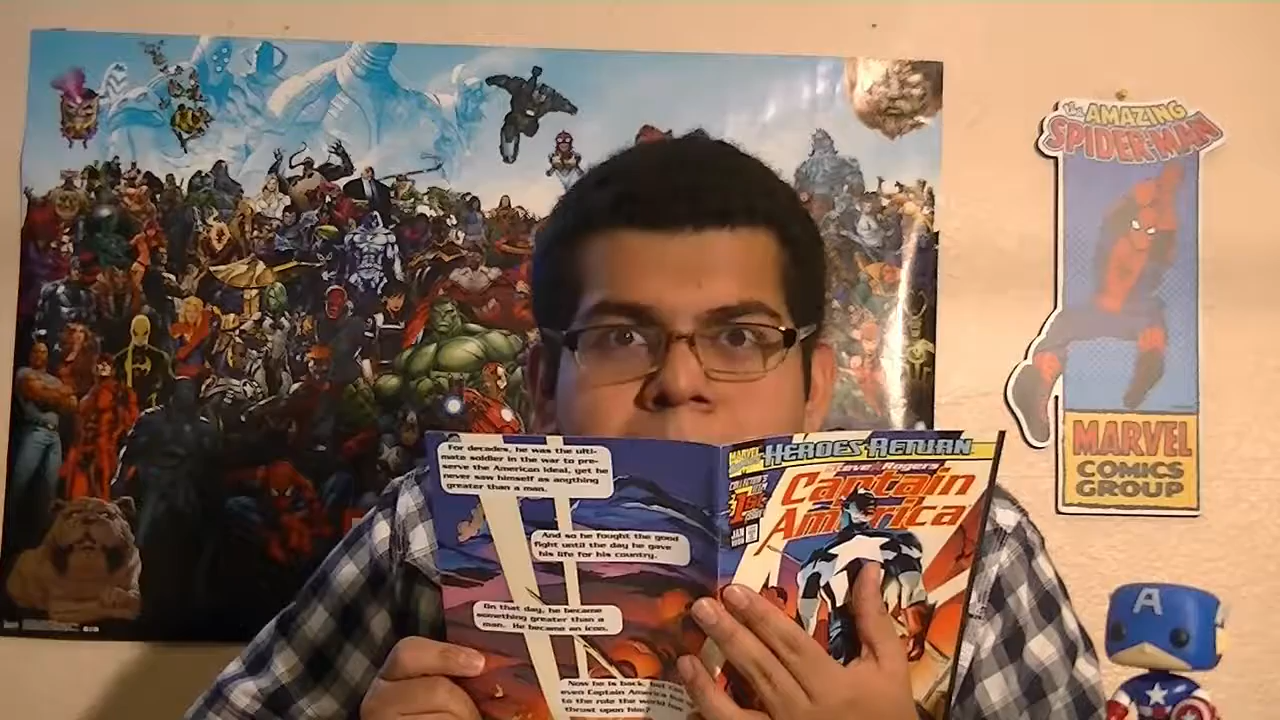 the AMAZING
SPIDER-MAN
MARVEL
COMICS
GROUP
A
For decades, he was the ulti-
mate soldier in the war to pre-
serve the American ideal, yet he
never saw himself as anything
greater than a man.
And so he fought the good
fight until the day he gave
his life for his country.
On that day, he became
something greater than a
man. He became an icon.
Now he is back, but can
even Captain America
to the role the world
thrust upon him?
MARVEL
HEROES RETURN
COLLECTOR'S
1ST
JAN
Steve Rogers
Captain
America